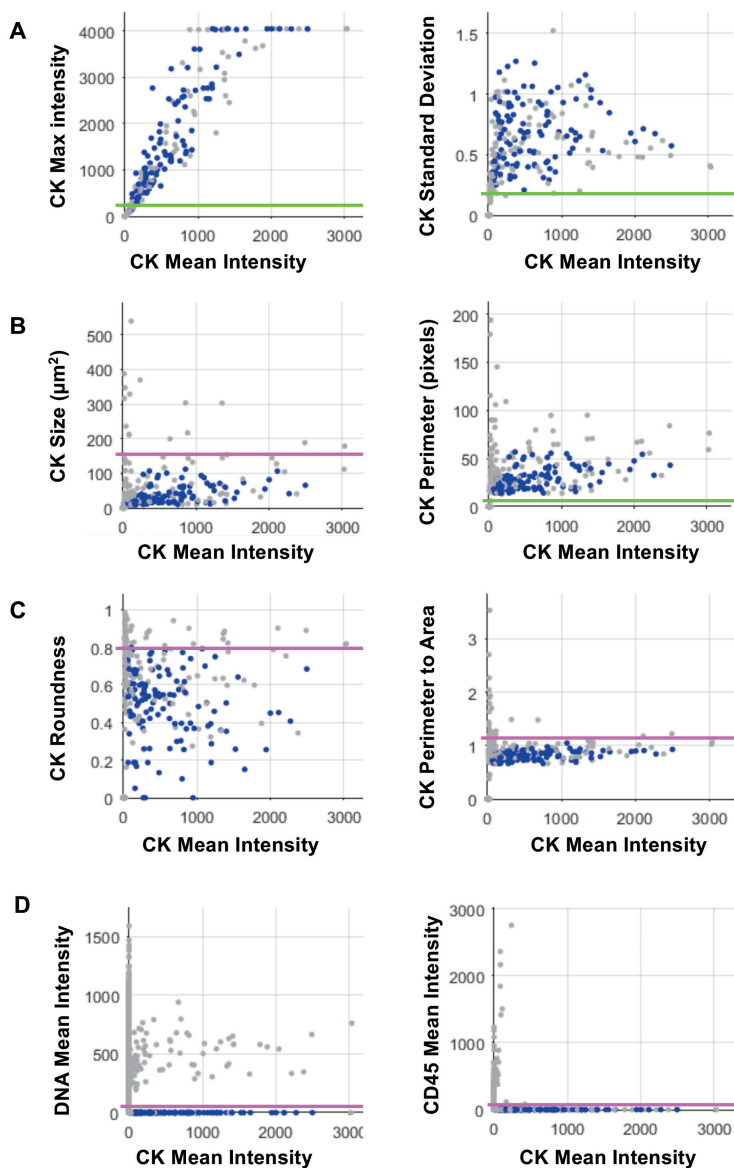 A
CK Max intensity
4000
3000
2000
1000
0
0 1000 2000 3000
CK Mean Intensity
CK Standard Deviation
1.5
1
0.5
0
0 1000 2000 3000
CK Mean Intensity
B
CK Size (µm²)
500
400
300
200
100
0
0 1000 2000 3000
CK Mean Intensity
CK Perimeter (pixels)
200
150
100
50
0
0 1000 2000 3000
CK Mean Intensity
C
CK Roundness
1
0.8
0.6
0.4
0.2
0
0 1000 2000 3000
CK Mean Intensity
CK Perimeter to Area
3
2
1
0
0 1000 2000 3000
CK Mean Intensity
D
DNA Mean Intensity
1500
1000
500
0
0 1000 2000 3000
CK Mean Intensity
CD45 Mean Intensity
3000
2000
1000
0
0 1000 2000 3000
CK Mean Intensity